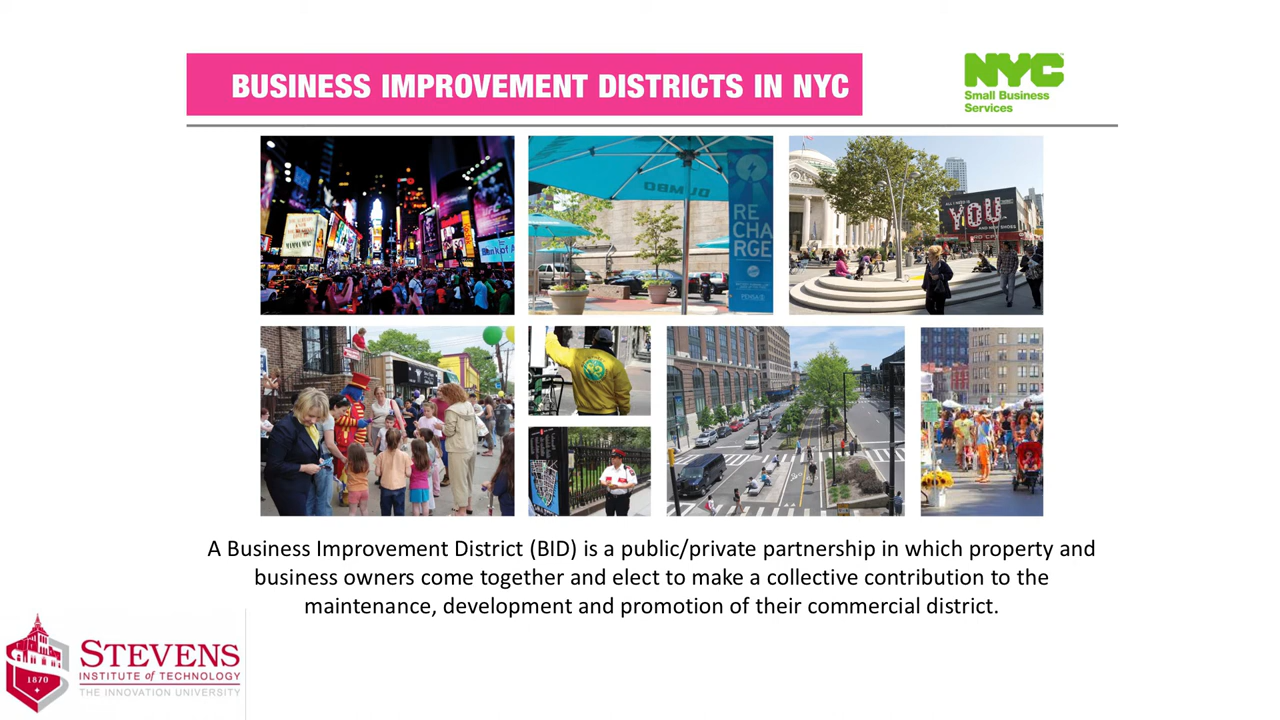 BUSINESS IMPROVEMENT DISTRICTS IN NYC
NYC
Small Business
Services
MAMMA MIA!
DUMBO
RE
CHA
RGE
YOU
A Business Improvement District (BID) is a public/private partnership in which property and
business owners come together and elect to make a collective contribution to the
maintenance, development and promotion of their commercial district.
STEVENS
INSTITUTE of TECHNOLOGY
THE INNOVATION UNIVERSITY
1870